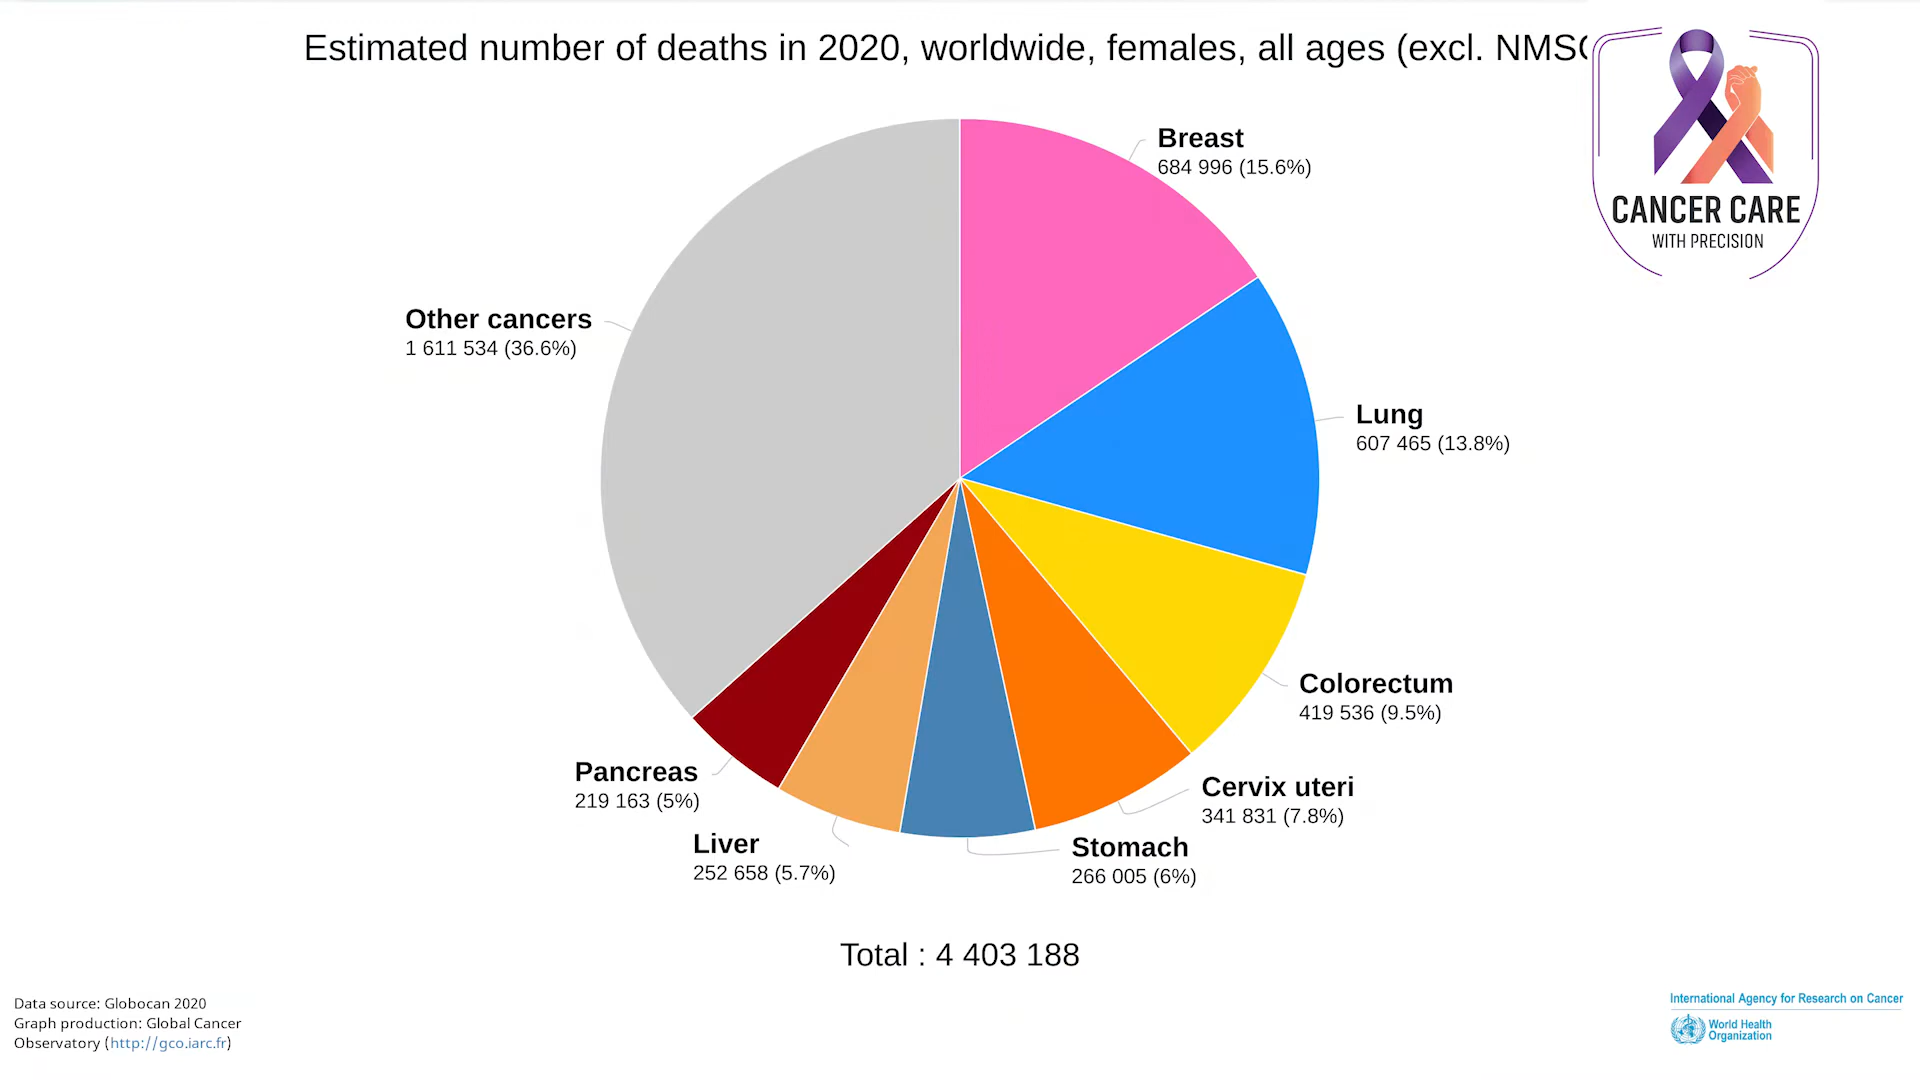 Estimated number of deaths in 2020, worldwide, females, all ages (excl. NMSC
CANCER CARE
WITH PRECISION
Breast
684 996 (15.6%)
Other cancers
1 611 534 (36.6%)
Lung
607 465 (13.8%)
Colorectum
419 536 (9.5%)
Pancreas
219 163 (5%)
Cervix uteri
341 831 (7.8%)
Liver
252 658 (5.7%)
Stomach
266 005 (6%)
Total : 4 403 188
Data source: Globocan 2020
Graph production: Global Cancer
Observatory (http://gco.iarc.fr)
International Agency for Research on Cancer
World Health
Organization